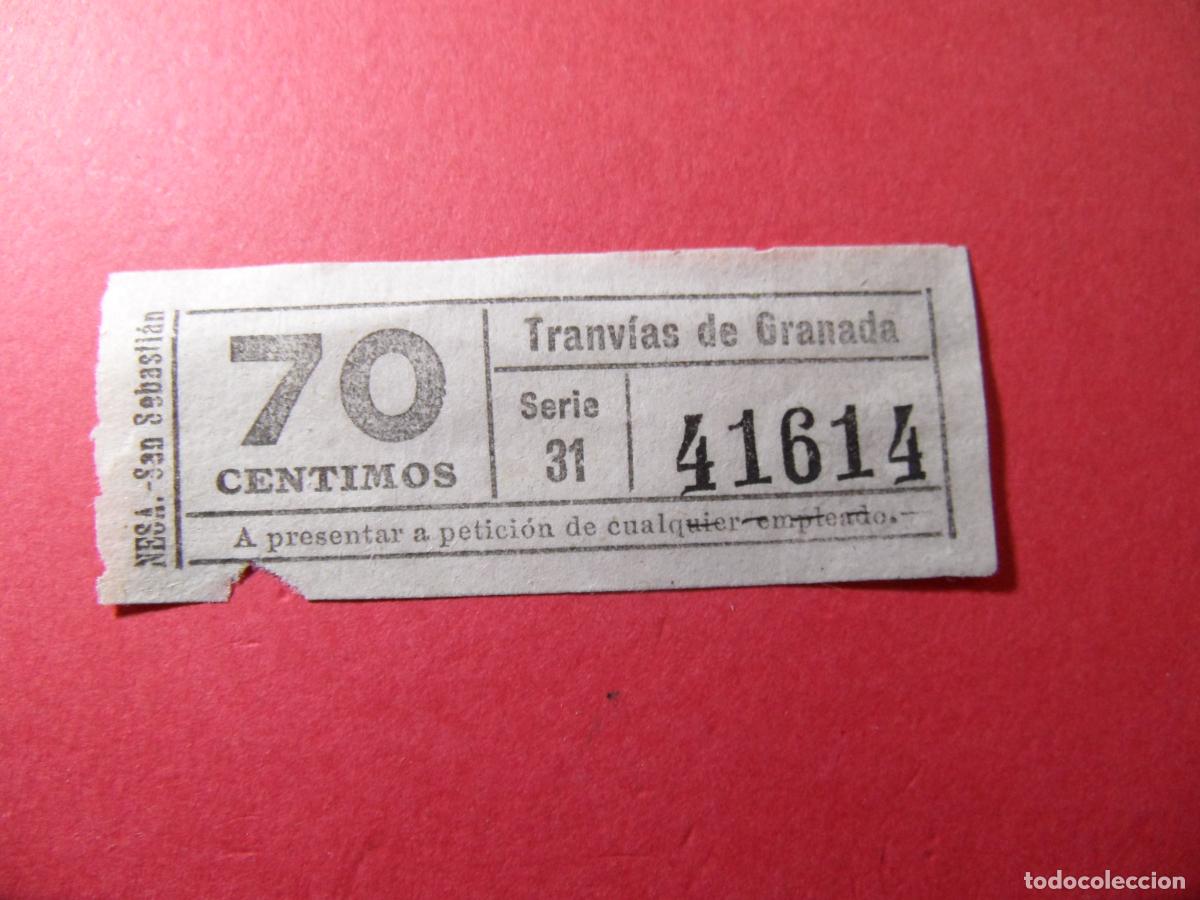 NESA.-San Sebastián
70
CENTIMOS
Tranvías de Granada
Serie
31
41614
A presentar a petición de cualquier empleado.-
todocoleccion